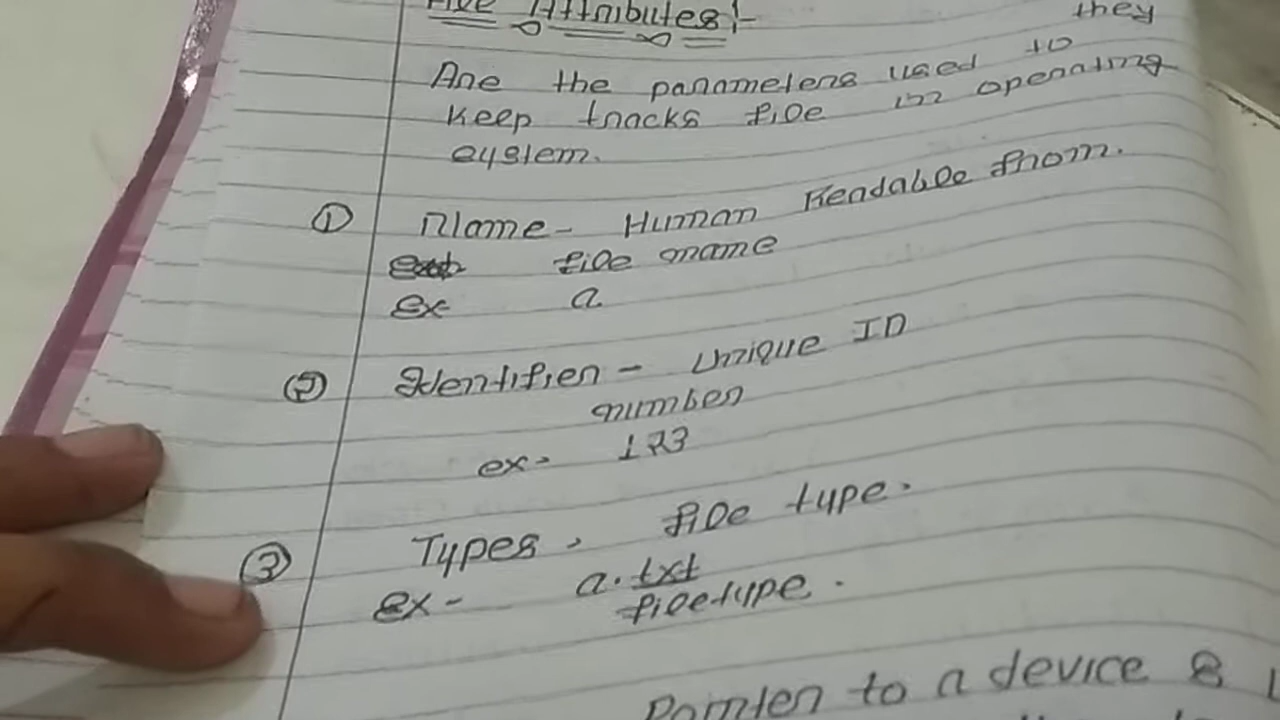 File Attributes:- they
Are the parameters used to
keep tracks file in operating
system.
① Name - Human Readable from.
file name
ex a.
② Identifier - Unique ID
number
ex- 123
③ Types, file type.
ex- a.txt
filetype.
Pointer to a device &